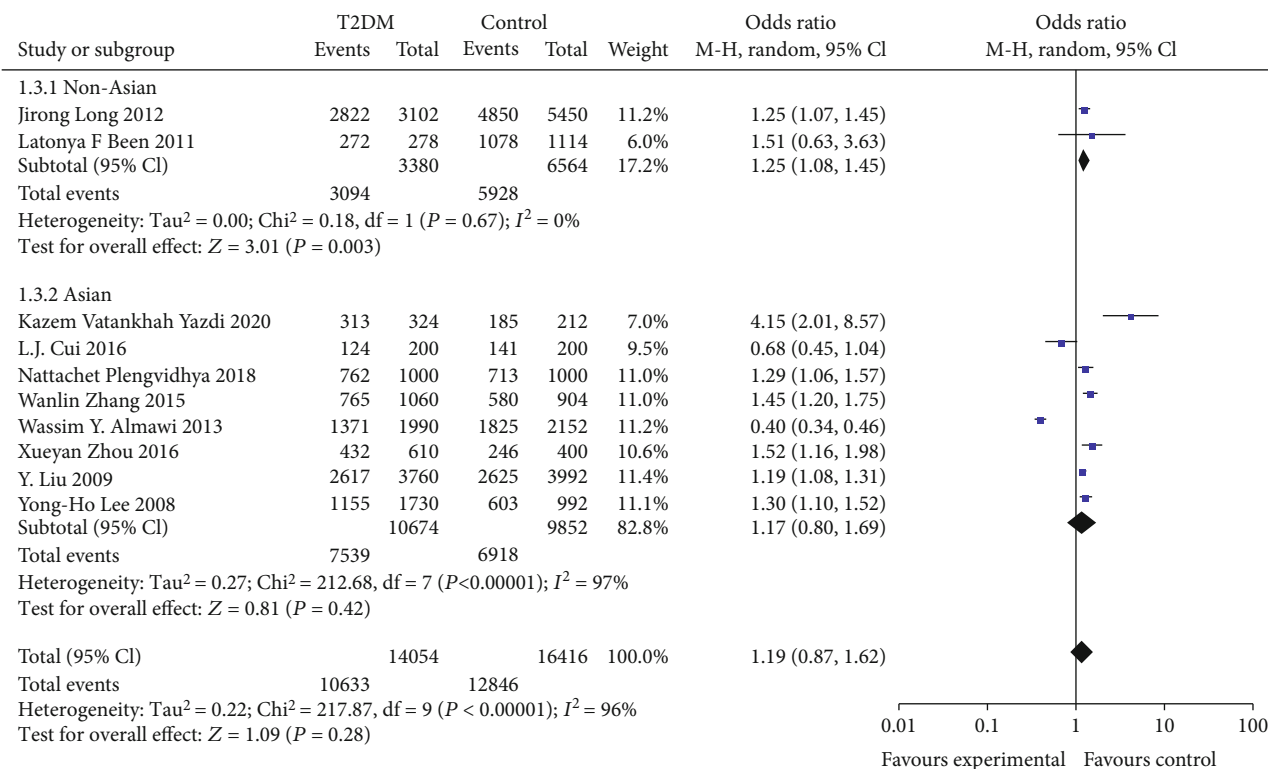 T2DM Control Odds ratio Odds ratio
Study or subgroup Events Total Events Total Weight M-H, random, 95% Cl M-H, random, 95% Cl
1.3.1 Non-Asian
Jirong Long 2012 2822 3102 4850 5450 11.2% 1.25 (1.07, 1.45)
Latonya F Been 2011 272 278 1078 1114 6.0% 1.51 (0.63, 3.63)
Subtotal (95% Cl) 3380 6564 17.2% 1.25 (1.08, 1.45)
Total events 3094 5928
Heterogeneity: Tau² = 0.00; Chi² = 0.18, df = 1 (P = 0.67); I² = 0%
Test for overall effect: Z = 3.01 (P = 0.003)
1.3.2 Asian
Kazem Vatankhah Yazdi 2020 313 324 185 212 7.0% 4.15 (2.01, 8.57)
L.J. Cui 2016 124 200 141 200 9.5% 0.68 (0.45, 1.04)
Nattachet Plengvidhya 2018 762 1000 713 1000 11.0% 1.29 (1.06, 1.57)
Wanlin Zhang 2015 765 1060 580 904 11.0% 1.45 (1.20, 1.75)
Wassim Y. Almawi 2013 1371 1990 1825 2152 11.2% 0.40 (0.34, 0.46)
Xueyan Zhou 2016 432 610 246 400 10.6% 1.52 (1.16, 1.98)
Y. Liu 2009 2617 3760 2625 3992 11.4% 1.19 (1.08, 1.31)
Yong-Ho Lee 2008 1155 1730 603 992 11.1% 1.30 (1.10, 1.52)
Subtotal (95% Cl) 10674 9852 82.8% 1.17 (0.80, 1.69)
Total events 7539 6918
Heterogeneity: Tau² = 0.27; Chi² = 212.68, df = 7 (P<0.00001); I² = 97%
Test for overall effect: Z = 0.81 (P = 0.42)
Total (95% Cl) 14054 16416 100.0% 1.19 (0.87, 1.62)
Total events 10633 12846
Heterogeneity: Tau² = 0.22; Chi² = 217.87, df = 9 (P < 0.00001); I² = 96%
Test for overall effect: Z = 1.09 (P = 0.28)
0.01 0.1 1 10 100
Favours experimental Favours control